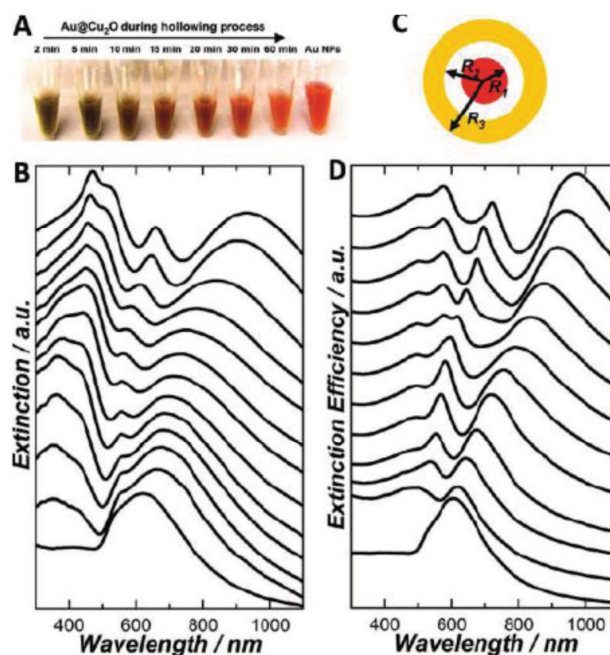 A
Au@Cu₂O during hollowing process
2 min 5 min 10 min 15 min 20 min 30 min 60 min Au NPs
C
R₂
R₁
R₃
B
Extinction / a.u.
400 600 800 1000
Wavelength / nm
D
Extinction Efficiency / a.u.
400 600 800 1000
Wavelength / nm